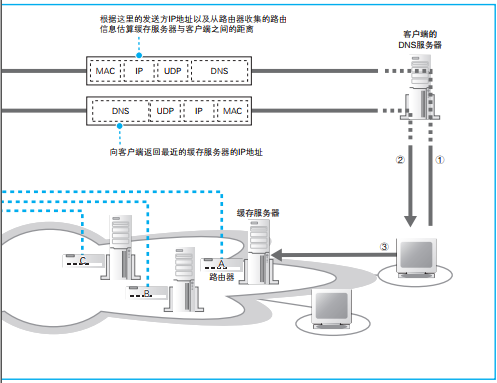 根据这里的发送方IP地址以及从路由器收集的路由
信息估算缓存服务器与客户端之间的距离
客户端的
DNS服务器
MAC IP UDP DNS
DNS UDP IP MAC
向客户端返回最近的缓存服务器的IP地址
② ①
缓存服务器
③
C
A
路由器
B